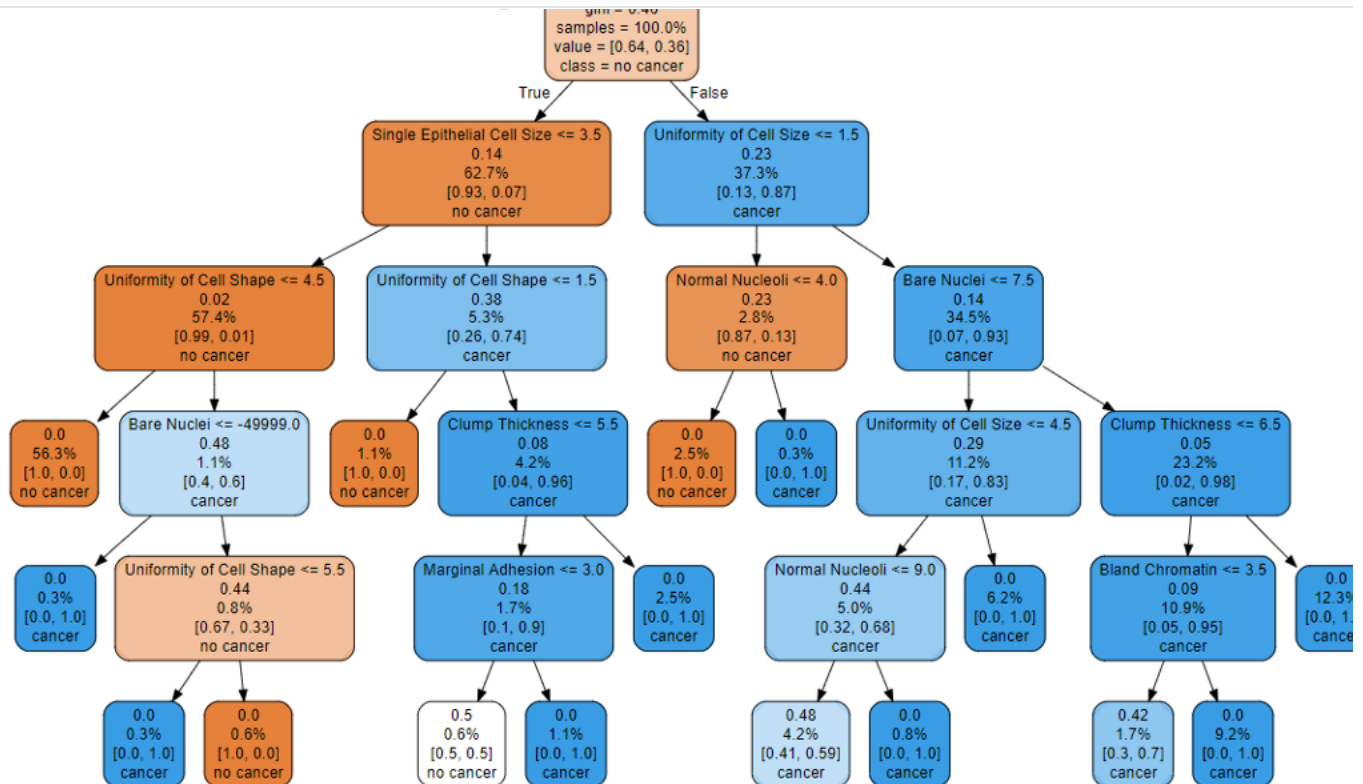 gini = 0.46
samples = 100.0%
value = [0.64, 0.36]
class = no cancer
True
False
Single Epithelial Cell Size <= 3.5
0.14
62.7%
[0.93, 0.07]
no cancer
Uniformity of Cell Size <= 1.5
0.23
37.3%
[0.13, 0.87]
cancer
Uniformity of Cell Shape <= 4.5
0.02
57.4%
[0.99, 0.01]
no cancer
Uniformity of Cell Shape <= 1.5
0.38
5.3%
[0.26, 0.74]
cancer
Normal Nucleoli <= 4.0
0.23
2.8%
[0.87, 0.13]
no cancer
Bare Nuclei <= 7.5
0.14
34.5%
[0.07, 0.93]
cancer
0.0
56.3%
[1.0, 0.0]
no cancer
Bare Nuclei <= -49999.0
0.48
1.1%
[0.4, 0.6]
cancer
0.0
1.1%
[1.0, 0.0]
no cancer
Clump Thickness <= 5.5
0.08
4.2%
[0.04, 0.96]
cancer
0.0
2.5%
[1.0, 0.0]
no cancer
0.0
0.3%
[0.0, 1.0]
cancer
Uniformity of Cell Size <= 4.5
0.29
11.2%
[0.17, 0.83]
cancer
Clump Thickness <= 6.5
0.05
23.2%
[0.02, 0.98]
cancer
0.0
0.3%
[0.0, 1.0]
cancer
Uniformity of Cell Shape <= 5.5
0.44
0.8%
[0.67, 0.33]
no cancer
Marginal Adhesion <= 3.0
0.18
1.7%
[0.1, 0.9]
cancer
0.0
2.5%
[0.0, 1.0]
cancer
Normal Nucleoli <= 9.0
0.44
5.0%
[0.32, 0.68]
cancer
0.0
6.2%
[0.0, 1.0]
cancer
Bland Chromatin <= 3.5
0.09
10.9%
[0.05, 0.95]
cancer
0.0
12.3%
[0.0, 1.
cance
0.0
0.3%
[0.0, 1.0]
cancer
0.0
0.6%
[1.0, 0.0]
no cancer
0.5
0.6%
[0.5, 0.5]
no cancer
0.0
1.1%
[0.0, 1.0]
cancer
0.48
4.2%
[0.41, 0.59]
cancer
0.0
0.8%
[0.0, 1.0]
cancer
0.42
1.7%
[0.3, 0.7]
cancer
0.0
9.2%
[0.0, 1.0]
cancer